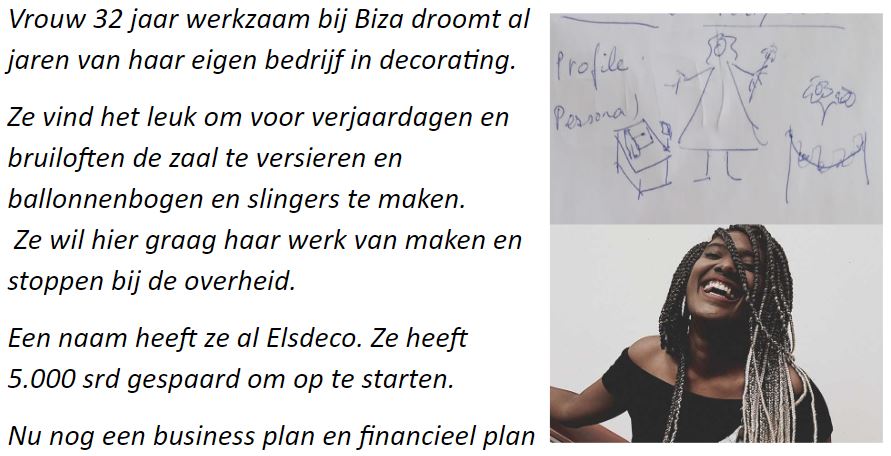 Vrouw 32 jaar werkzaam bij Biza droomt al
jaren van haar eigen bedrijf in decorating.
Ze vind het leuk om voor verjaardagen en
bruiloften de zaal te versieren en
ballonnenbogen en slingers te maken.
Ze wil hier graag haar werk van maken en
stoppen bij de overheid.
Een naam heeft ze al Elsdeco. Ze heeft
5.000 srd gespaard om op te starten.
Nu nog een business plan en financieel plan
Profile
Persona